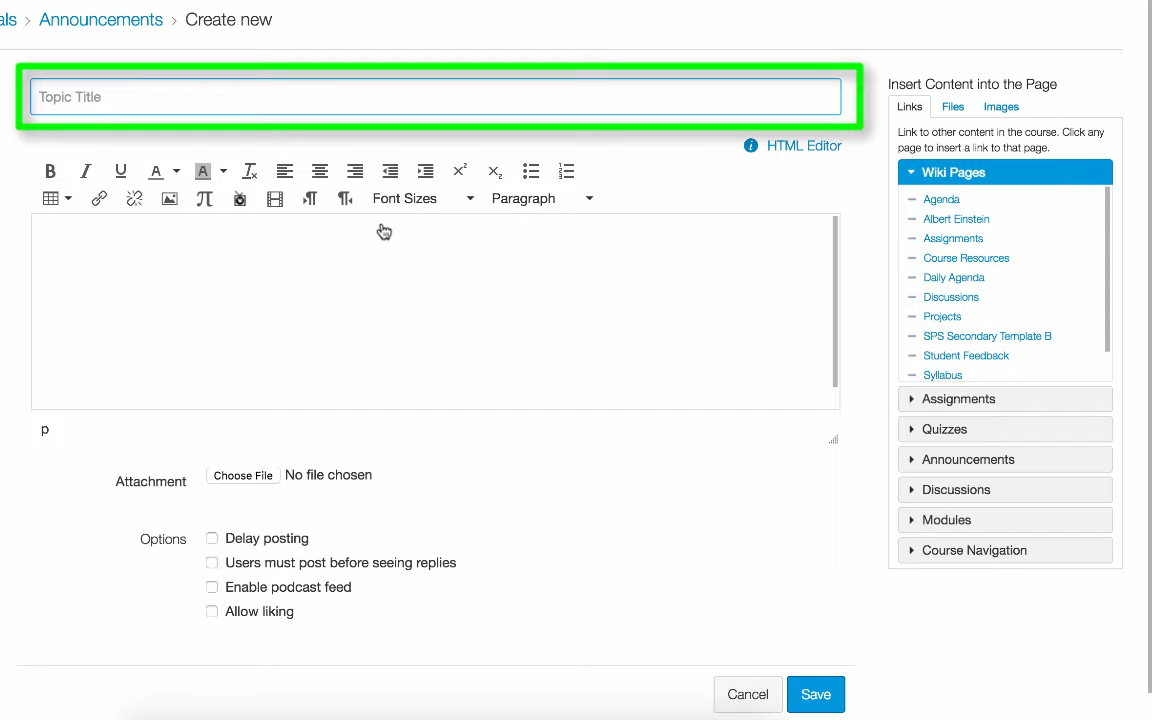 als > Announcements > Create new
Topic Title
HTML Editor
Font Sizes Paragraph
p
Attachment Choose File No file chosen
Options Delay posting
Users must post before seeing replies
Enable podcast feed
Allow liking
Cancel Save
Insert Content into the Page
Links Files Images
Link to other content in the course. Click any
page to insert a link to that page.
Wiki Pages
Agenda
Albert Einstein
Assignments
Course Resources
Daily Agenda
Discussions
Projects
SPS Secondary Template B
Student Feedback
Syllabus
Assignments
Quizzes
Announcements
Discussions
Modules
Course Navigation